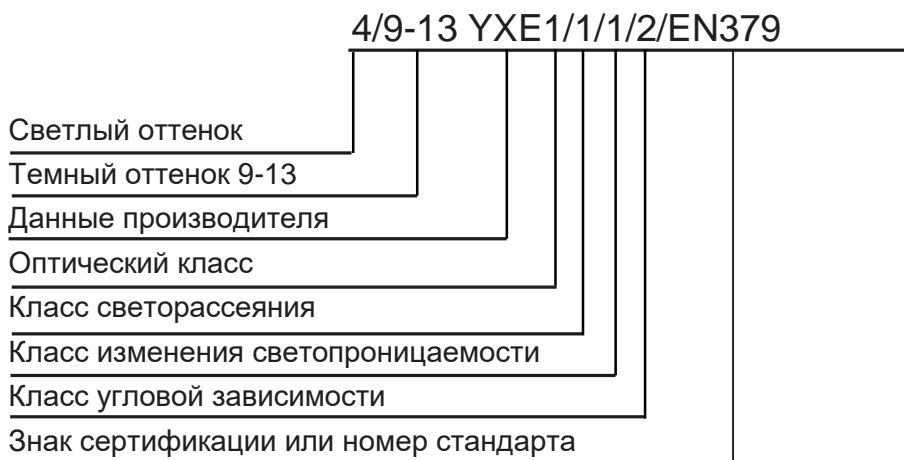 4/9-13 YXE1/1/1/2/EN379
Светлый оттенок
Темный оттенок 9-13
Данные производителя
Оптический класс
Класс светорассеяния
Класс изменения светопроницаемости
Класс угловой зависимости
Знак сертификации или номер стандарта